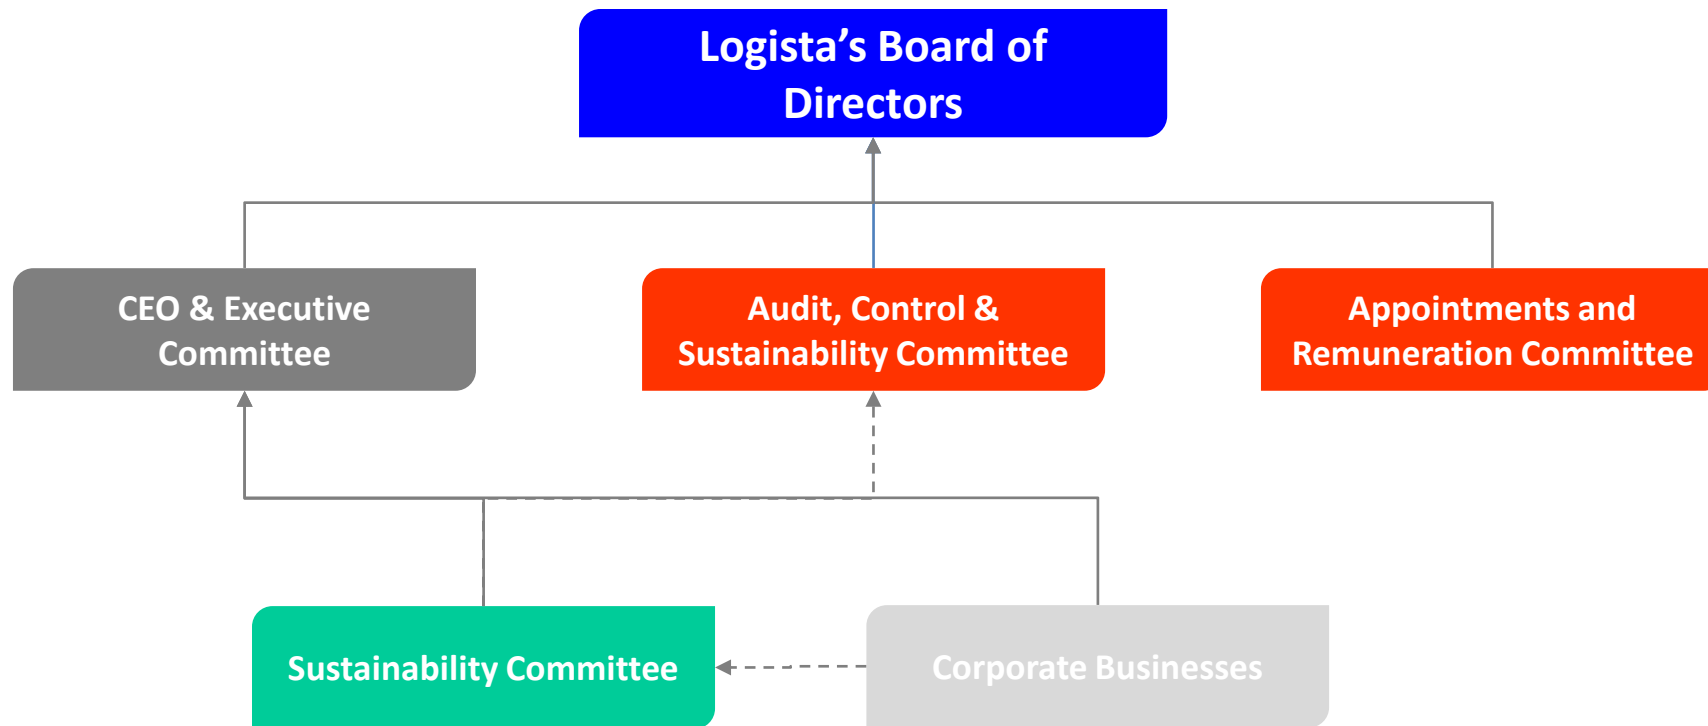 Logista’s Board of
Directors
CEO & Executive
Committee
Audit, Control &
Sustainability Committee
Appointments and
Remuneration Committee
Sustainability Committee
Corporate Businesses